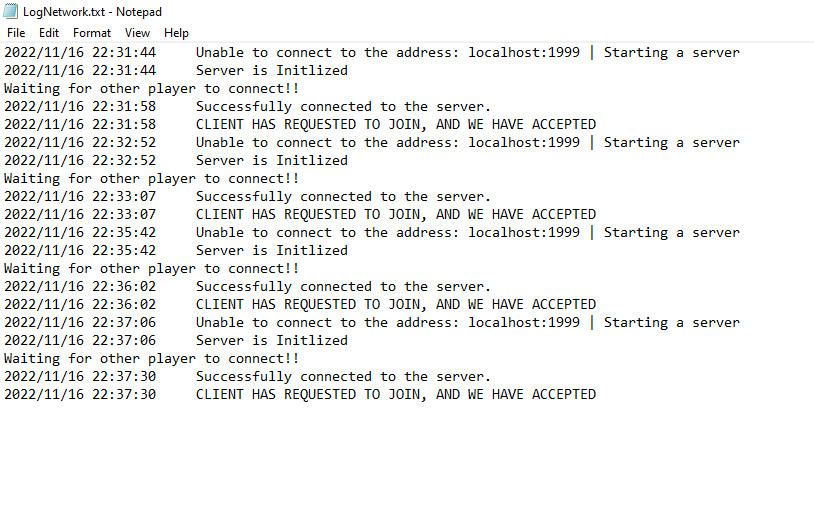 LogNetwork.txt - Notepad
File Edit Format View Help
2022/11/16 22:31:44 Unable to connect to the address: localhost:1999 | Starting a server
2022/11/16 22:31:44 Server is Initlized
Waiting for other player to connect!!
2022/11/16 22:31:58 Successfully connected to the server.
2022/11/16 22:31:58 CLIENT HAS REQUESTED TO JOIN, AND WE HAVE ACCEPTED
2022/11/16 22:32:52 Unable to connect to the address: localhost:1999 | Starting a server
2022/11/16 22:32:52 Server is Initlized
Waiting for other player to connect!!
2022/11/16 22:33:07 Successfully connected to the server.
2022/11/16 22:33:07 CLIENT HAS REQUESTED TO JOIN, AND WE HAVE ACCEPTED
2022/11/16 22:35:42 Unable to connect to the address: localhost:1999 | Starting a server
2022/11/16 22:35:42 Server is Initlized
Waiting for other player to connect!!
2022/11/16 22:36:02 Successfully connected to the server.
2022/11/16 22:36:02 CLIENT HAS REQUESTED TO JOIN, AND WE HAVE ACCEPTED
2022/11/16 22:37:06 Unable to connect to the address: localhost:1999 | Starting a server
2022/11/16 22:37:06 Server is Initlized
Waiting for other player to connect!!
2022/11/16 22:37:30 Successfully connected to the server.
2022/11/16 22:37:30 CLIENT HAS REQUESTED TO JOIN, AND WE HAVE ACCEPTED